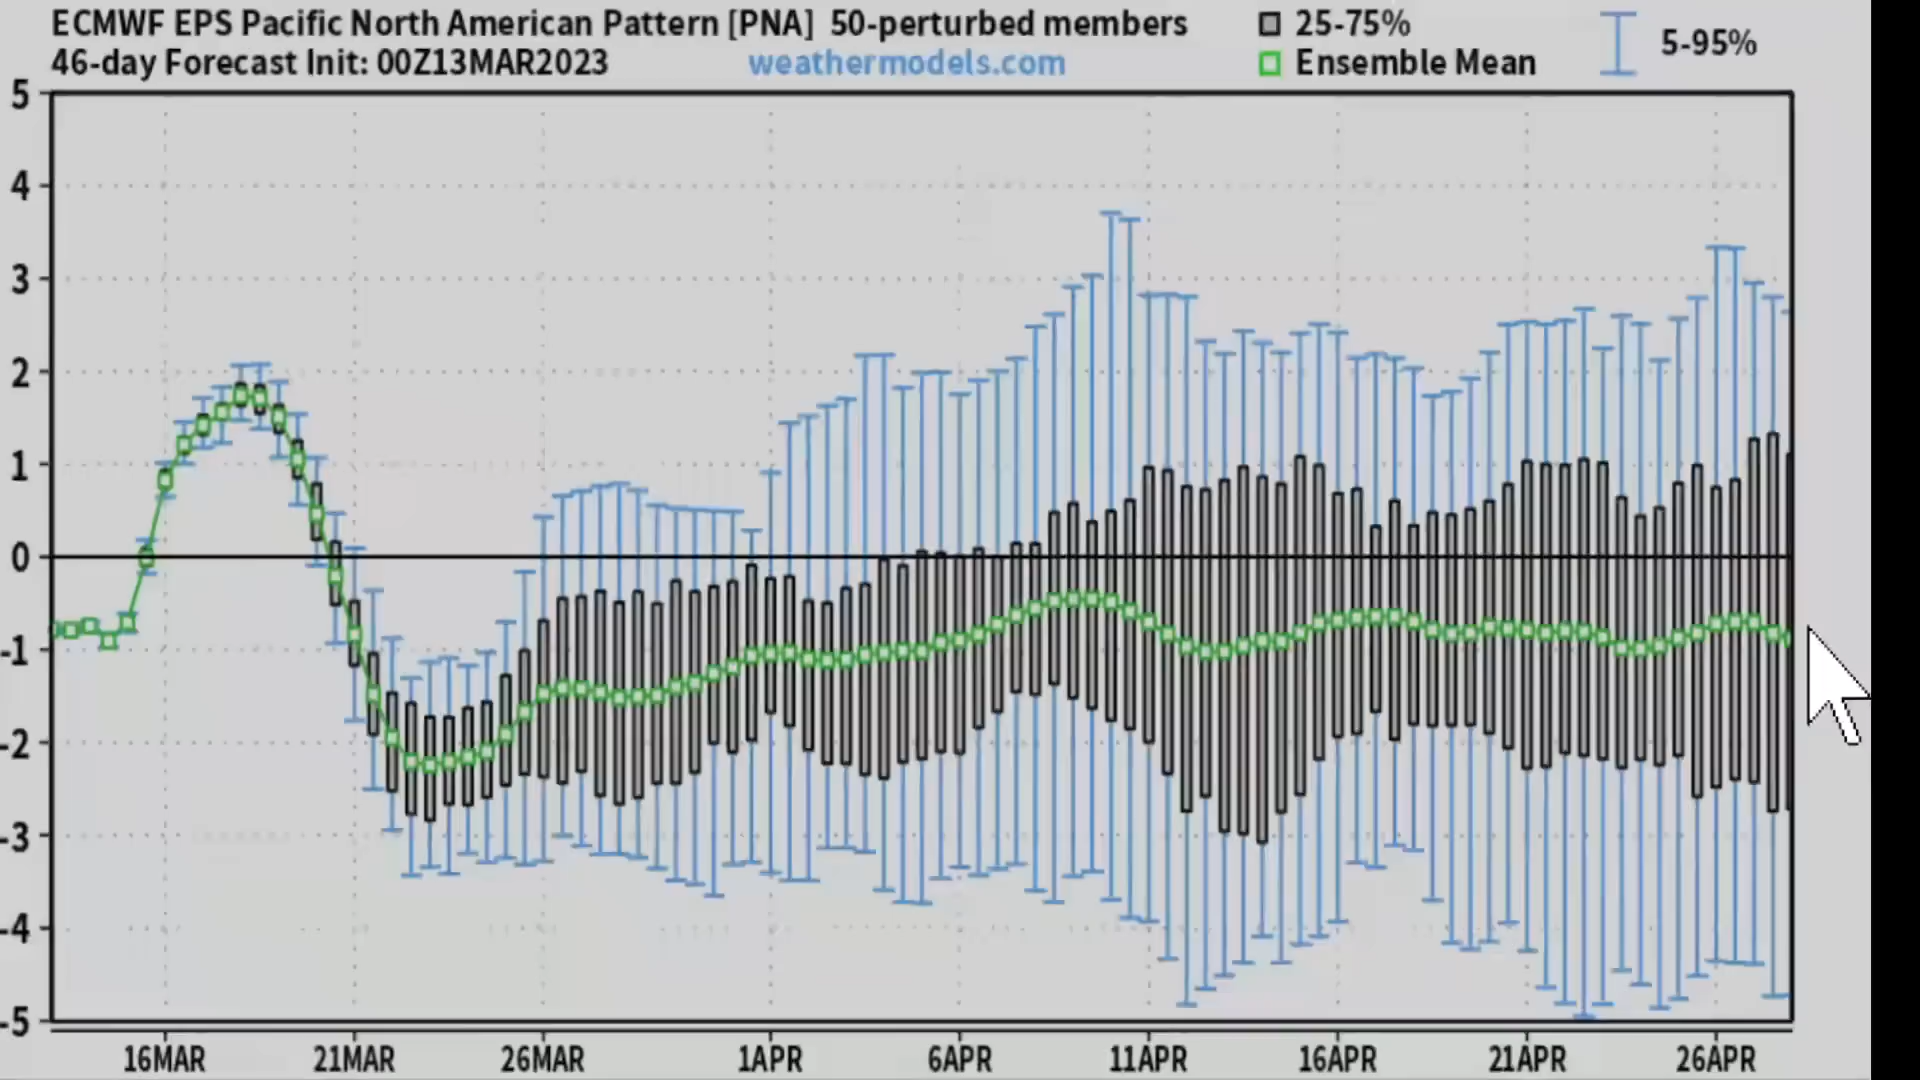 ECMWF EPS Pacific North American Pattern [PNA] 50-perturbed members
46-day Forecast Init: 00Z13MAR2023
weathermodels.com
25-75%
Ensemble Mean
5-95%
5
4
3
2
1
0
-1
-2
-3
-4
-5
16MAR 21MAR 26MAR 1APR 6APR 11APR 16APR 21APR 26APR